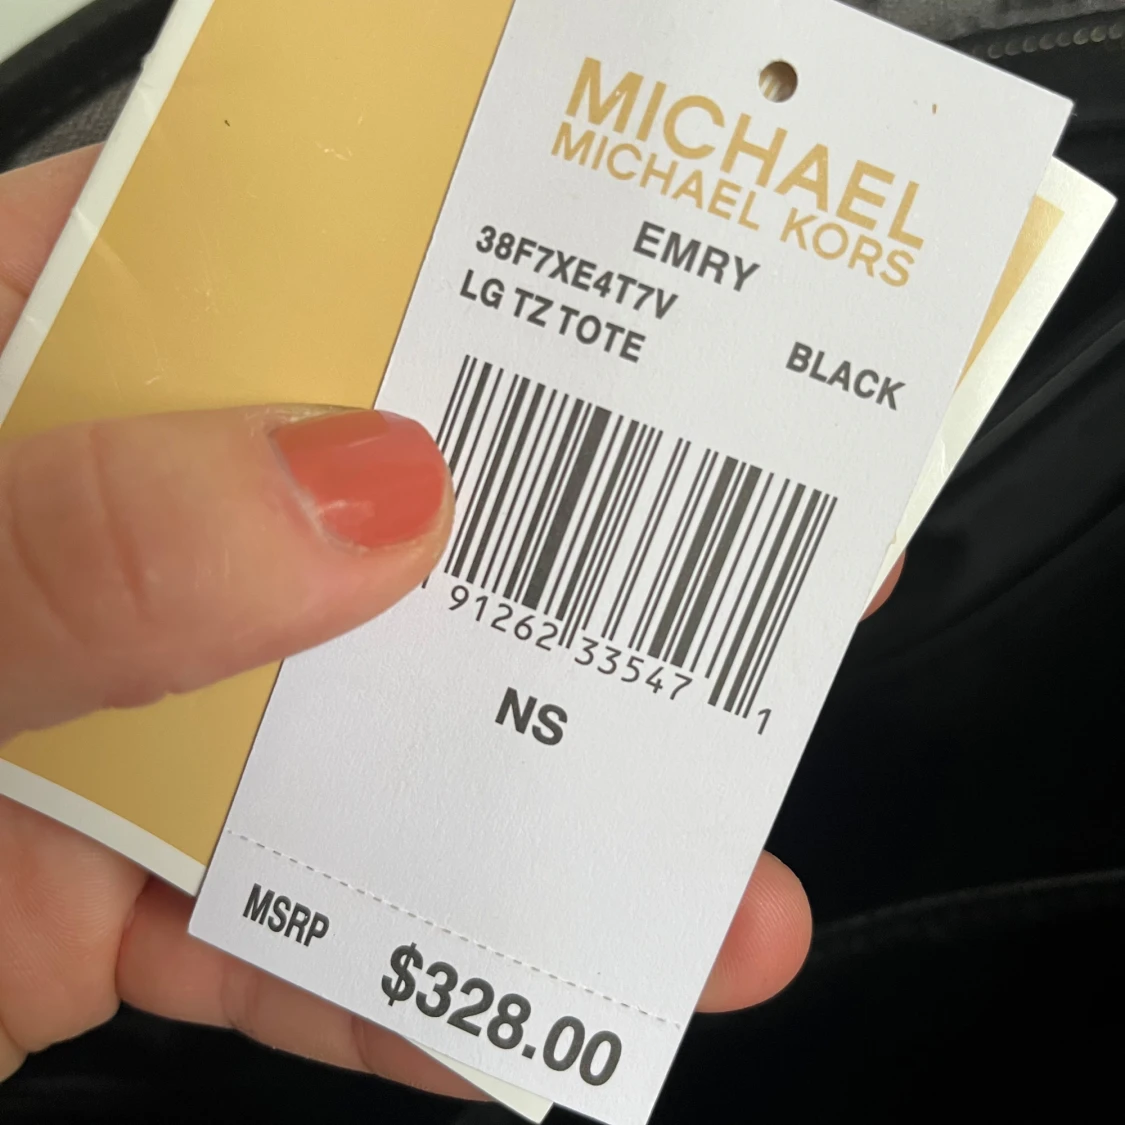 MICHAEL
MICHAEL KORS
EMRY
38F7XE4T7V
LG TZ TOTE
BLACK
91262 33547 1
NS
MSRP
$328.00